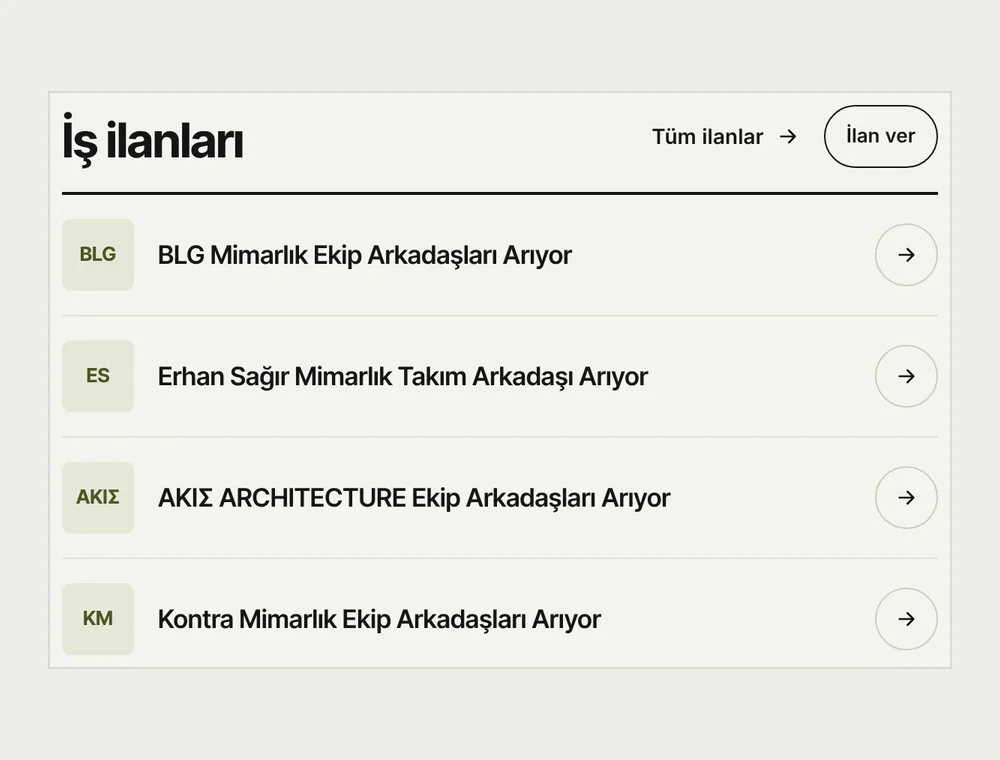 İş ilanları
Tüm ilanlar →
İlan ver
BLG
BLG Mimarlık Ekip Arkadaşları Arıyor
ES
Erhan Sağır Mimarlık Takım Arkadaşı Arıyor
AKIΣ
AKIΣ ARCHITECTURE Ekip Arkadaşları Arıyor
KM
Kontra Mimarlık Ekip Arkadaşları Arıyor